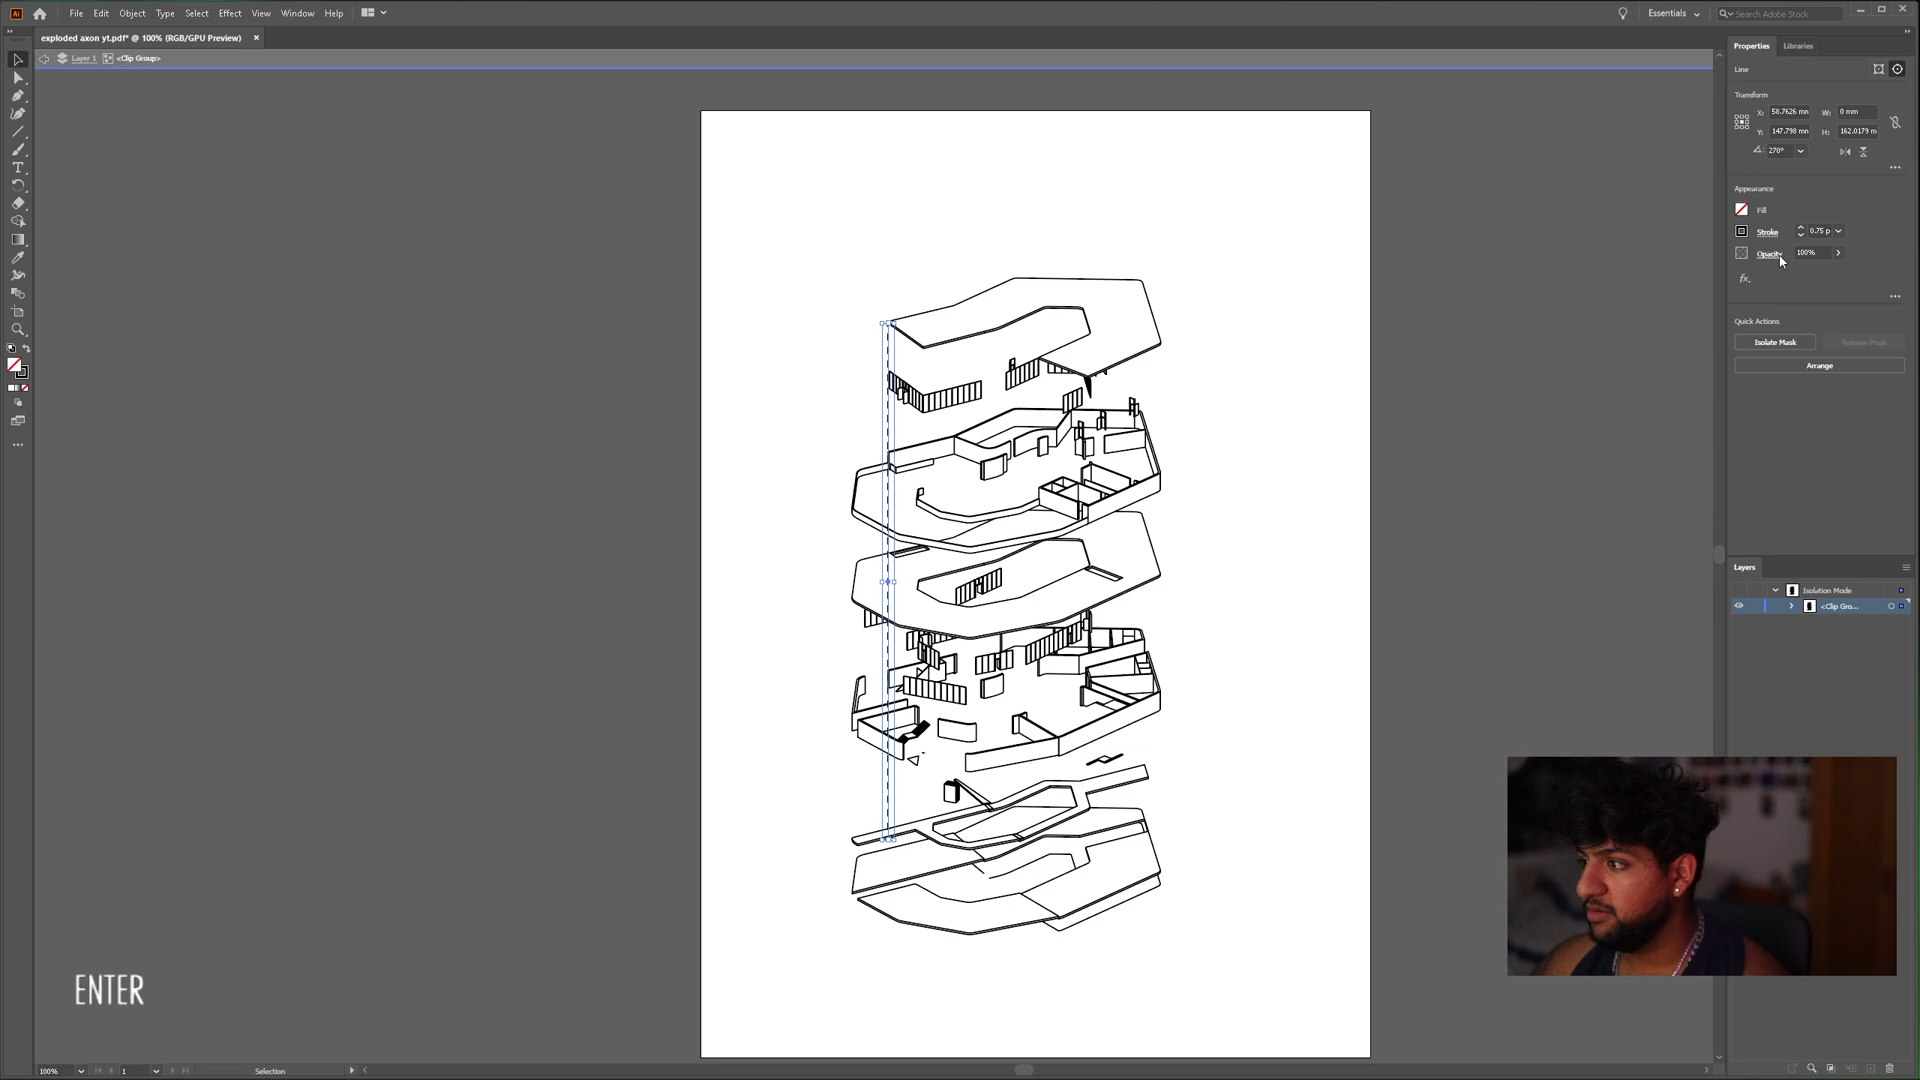 Ai File Edit Object Type Select Effect View Window Help Essentials Search Adobe Stock
exploded axon yt.pdf* @ 100% (RGB/GPU Preview)
Layer 1 <Clip Group>
Properties Libraries
Line
Transform
X: 58.7626 mm W: 0 mm
Y: 147.798 mm H: 162.0179 m
270°
Appearance
Fill
Stroke 0.75 p
Opacity 100%
fx.
Quick Actions
Isolate Mask Release Mask
Arrange
Layers
Isolation Mode
<Clip Gro...
ENTER
100% 1 Selection